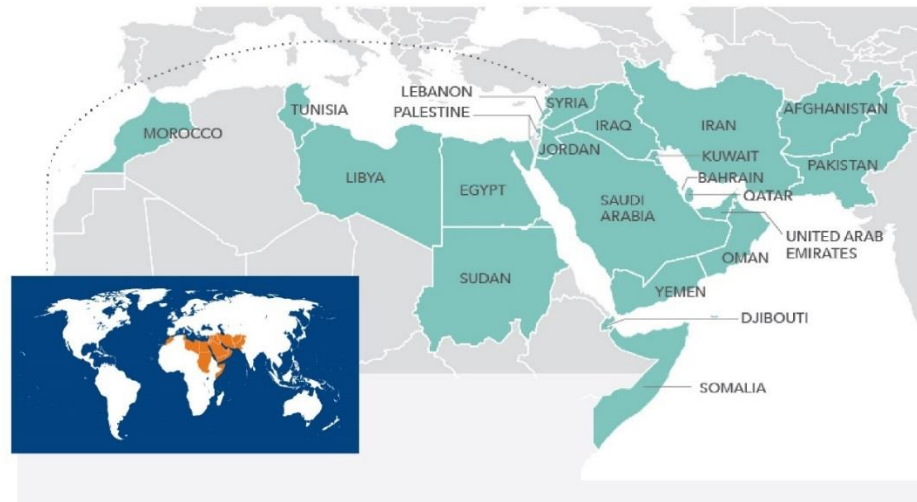 LEBANON
SYRIA
AFGHANISTAN
TUNISIA
PALESTINE
IRAQ
IRAN
MOROCCO
JORDAN
KUWAIT
PAKISTAN
LIBYA
EGYPT
BAHRAIN
SAUDI
ARABIA
QATAR
UNITED ARAB
EMIRATES
OMAN
SUDAN
YEMEN
DJIBOUTI
SOMALIA